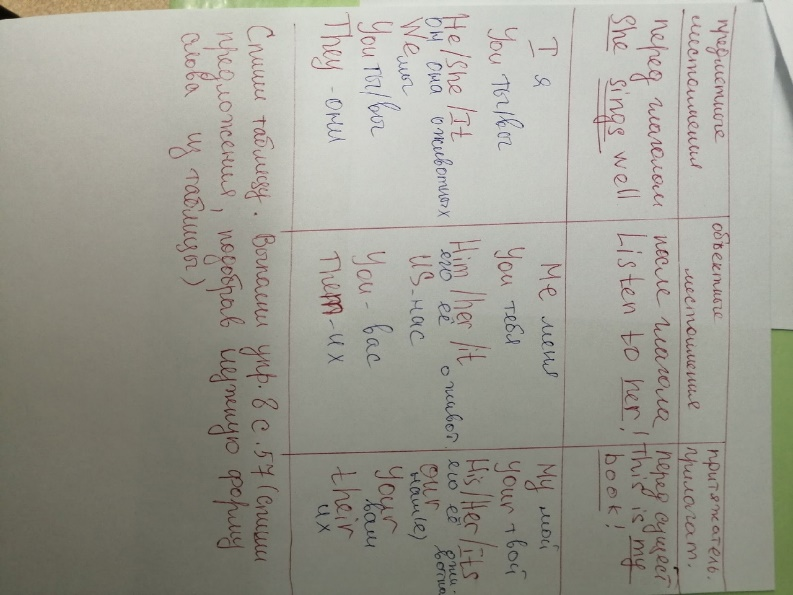 предметные местоимения
объектные местоимения
притяжатель. прилагат.
перед глаголом
She sings well
после глагола
Listen to her!
перед сущест
This is my
book!
I я
You ты/вы
He/She/It
он она о животных
We мы
You ты/вы
They - они
Me меня
You тебя
Him/her/it
его её о живот.
US - нас
You - вас
Them - их
My мой
your твой
His/Her/its
его её
our
наш(е)
your
ваш
their
их
Спиши таблицу. Выполни упр. 8 с. 57 (спиши
предложения, подобрав нужную форму
слова из таблицы)